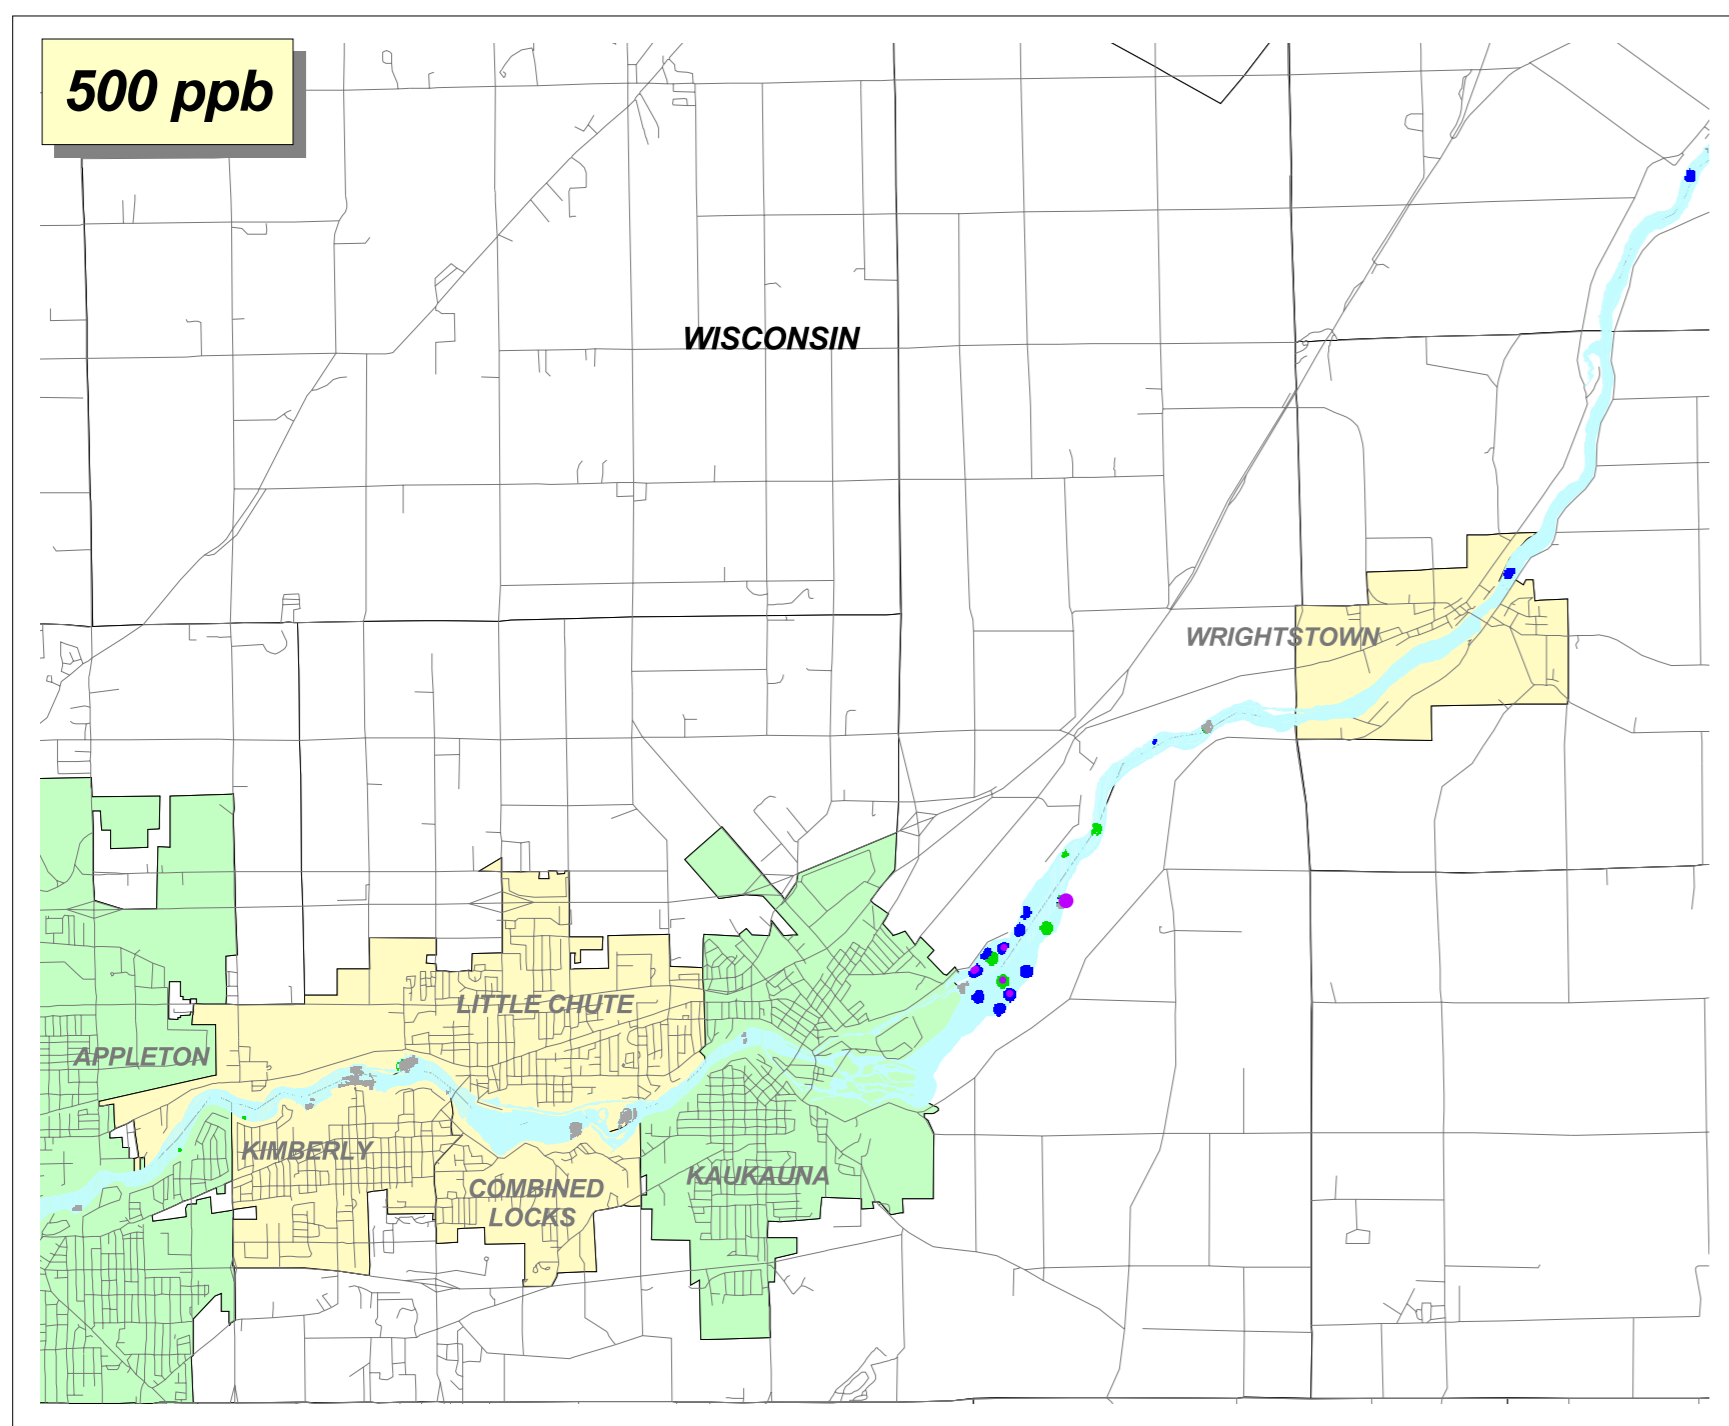 500 ppb
WISCONSIN
WRIGHTSTOWN
LITTLE CHUTE
APPLETON
KIMBERLY
KAUKAUNA
COMBINED
LOCKS